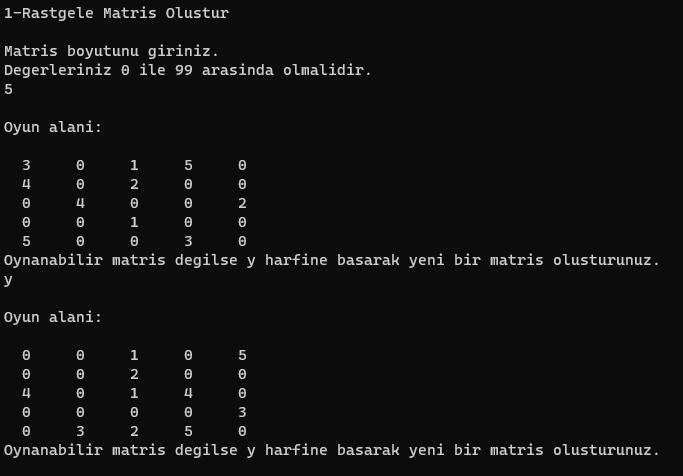 1-Rastgele Matris Olustur
Matris boyutunu giriniz.
Degerleriniz 0 ile 99 arasinda olmalidir.
5
Oyun alani:
3 0 1 5 0
4 0 2 0 0
0 4 0 0 2
0 0 1 0 0
5 0 0 3 0
Oynanabilir matris degilse y harfine basarak yeni bir matris olusturunuz.
y
Oyun alani:
0 0 1 0 5
0 0 2 0 0
4 0 1 4 0
0 0 0 0 3
0 3 2 5 0
Oynanabilir matris degilse y harfine basarak yeni bir matris olusturunuz.